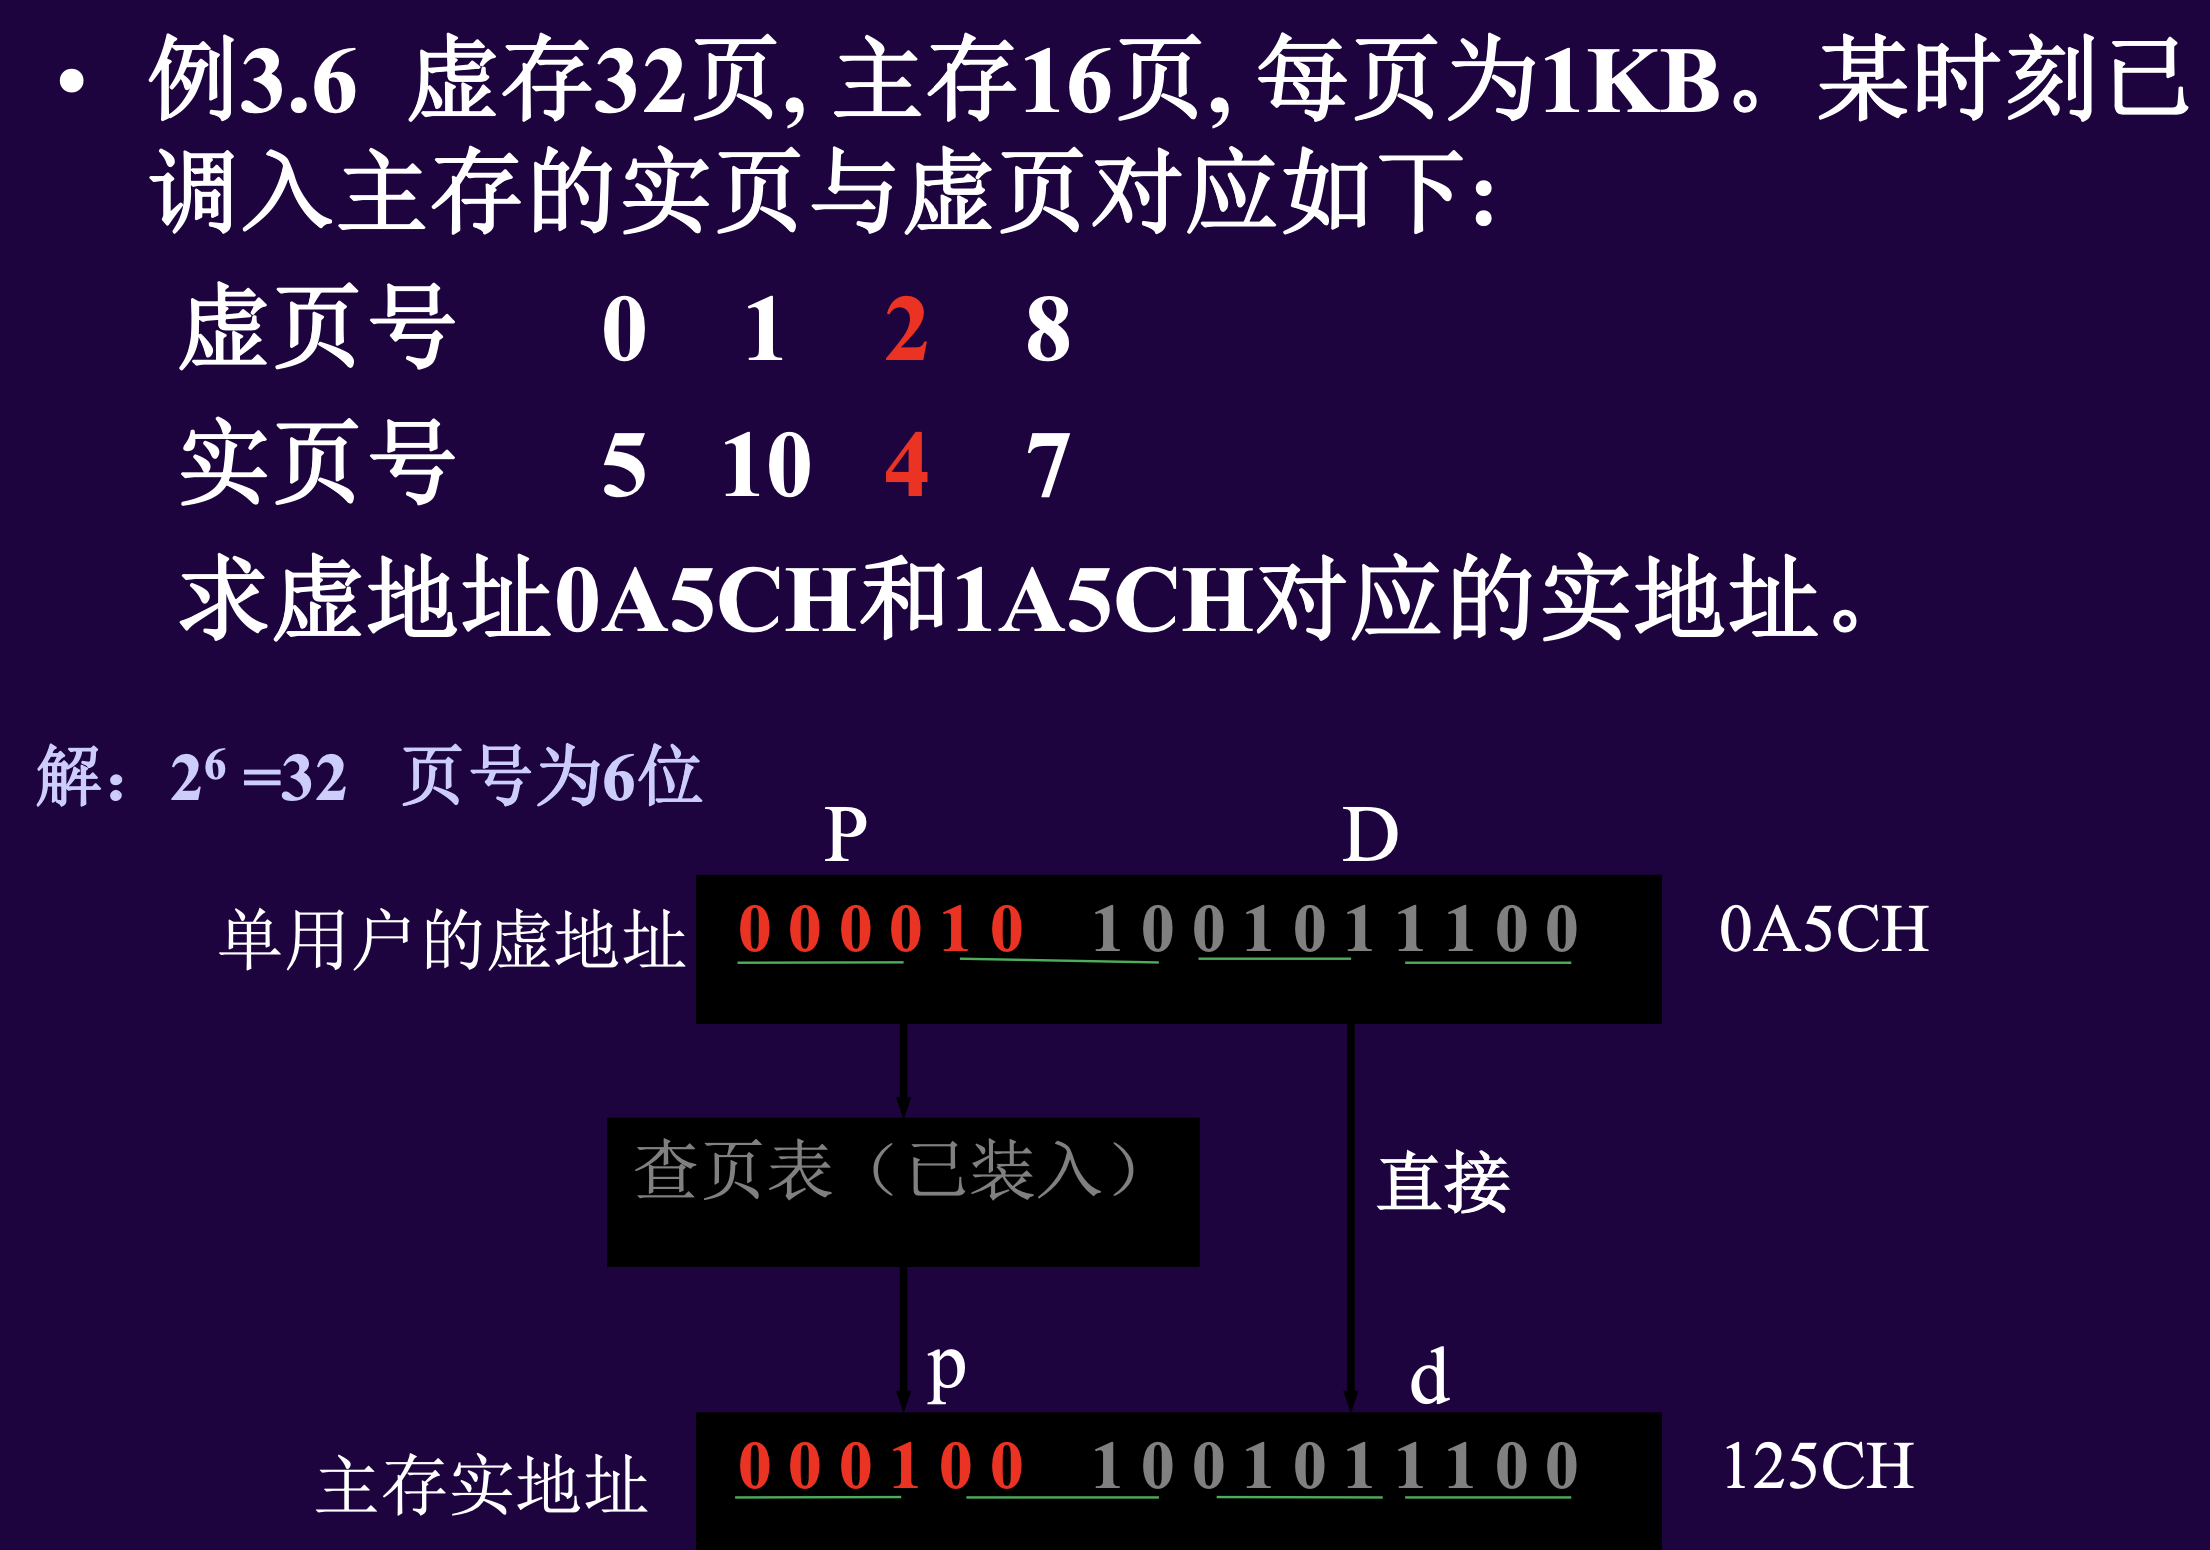 • 例3.6 虚存32页, 主存16页, 每页为1KB。某时刻已
调入主存的实页与虚页对应如下：
虚页号 0 1 2 8
实页号 5 10 4 7
求虚地址0A5CH和1A5CH对应的实地址。
解：2⁶ =32 页号为6位
P D
单用户的虚地址 0 0 0 0 1 0 1 0 0 1 0 1 1 1 0 0 0A5CH
查页表（已装入）
直接
p d
主存实地址 0 0 0 1 0 0 1 0 0 1 0 1 1 1 0 0 125CH